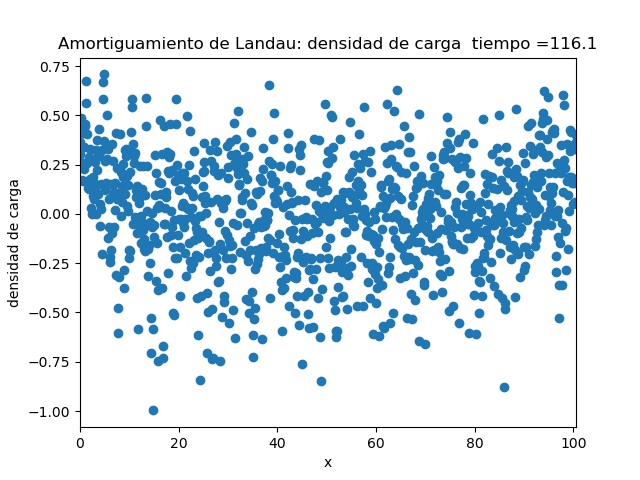 Amortiguamiento de Landau: densidad de carga  tiempo =116.1
0.75
0.50
0.25
0.00
−0.25
−0.50
−0.75
−1.00
densidad de carga
0 20 40 60 80 100
x